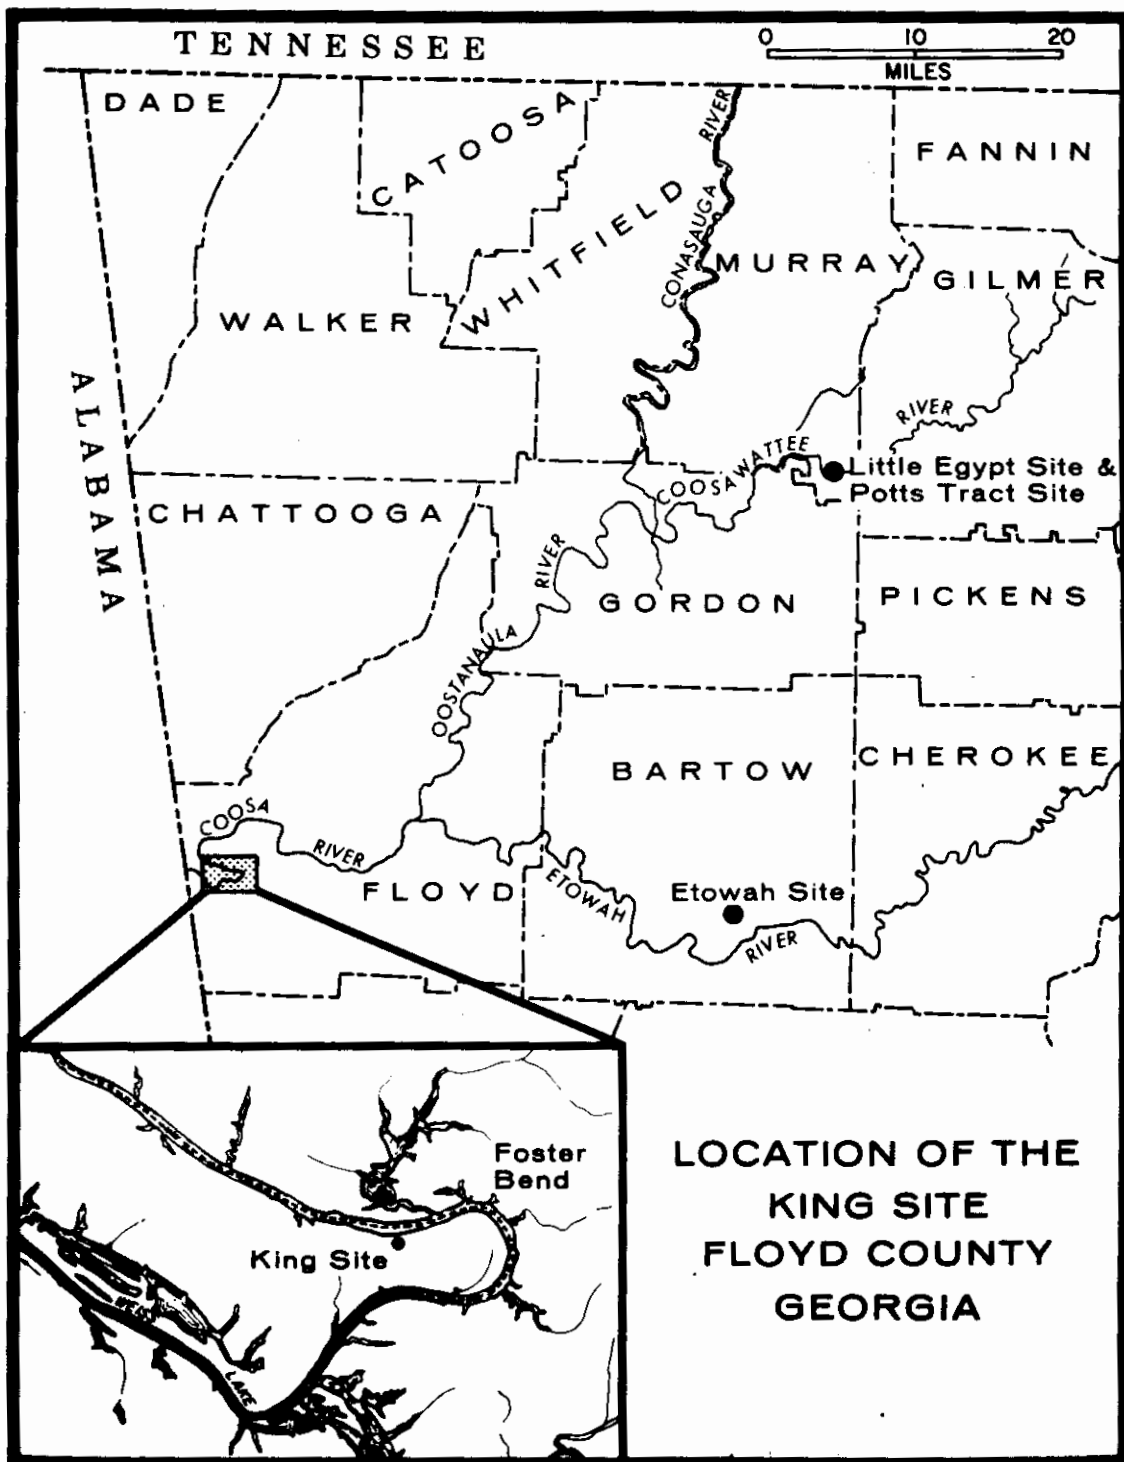 TENNESSEE
0 10 20
MILES
DADE
CATOOSA
WHITFIELD
CONASAUGA RIVER
FANNIN
MURRAY
GILMER
WALKER
ALABAMA
RIVER
COOSAWATTEE
Little Egypt Site &
Potts Tract Site
CHATTOOGA
OOSTANAULA RIVER
GORDON
PICKENS
BARTOW
CHEROKEE
COOSA RIVER
FLOYD
ETOWAH RIVER
Etowah Site
Foster
Bend
King Site
LAKE
LOCATION OF THE
KING SITE
FLOYD COUNTY
GEORGIA